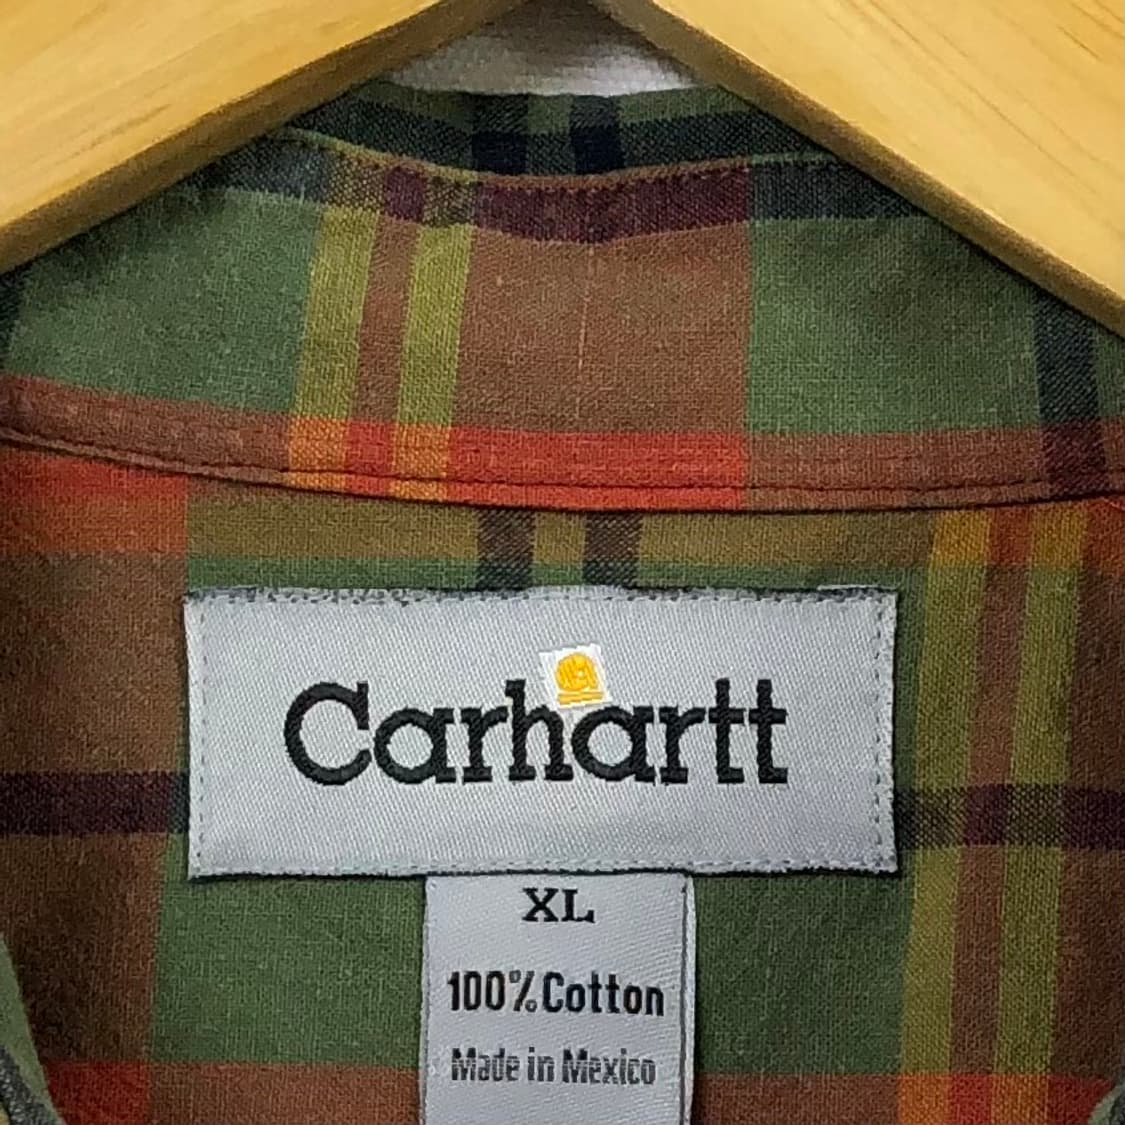 Carhartt
XL
100% Cotton
Made in Mexico